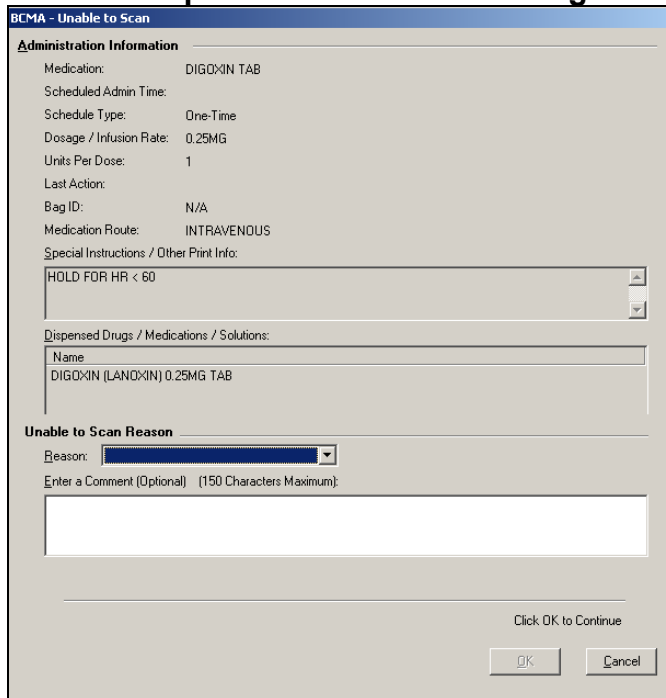 BCMA - Unable to Scan
Administration Information
Medication: DIGOXIN TAB
Scheduled Admin Time:
Schedule Type: One-Time
Dosage / Infusion Rate: 0.25MG
Units Per Dose: 1
Last Action:
Bag ID: N/A
Medication Route: INTRAVENOUS
Special Instructions / Other Print Info:
HOLD FOR HR < 60
Dispensed Drugs / Medications / Solutions:
Name
DIGOXIN (LANOXIN) 0.25MG TAB
Unable to Scan Reason
Reason:
Enter a Comment (Optional) (150 Characters Maximum):
Click OK to Continue
OK Cancel